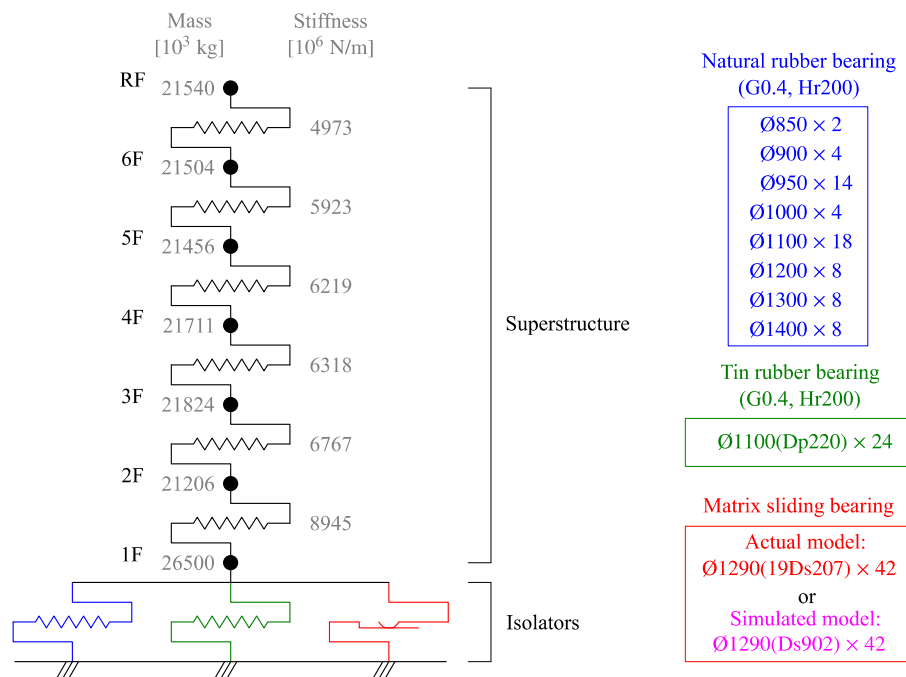 Mass
[10³ kg]
Stiffness
[10⁶ N/m]
RF
21540
4973
6F
21504
5923
5F
21456
6219
4F
21711
6318
3F
21824
6767
2F
21206
8945
1F
26500
Superstructure
Isolators
Natural rubber bearing
(G0.4, Hr200)
Ø850 × 2
Ø900 × 4
Ø950 × 14
Ø1000 × 4
Ø1100 × 18
Ø1200 × 8
Ø1300 × 8
Ø1400 × 8
Tin rubber bearing
(G0.4, Hr200)
Ø1100(Dp220) × 24
Matrix sliding bearing
Actual model:
Ø1290(19Ds207) × 42
or
Simulated model:
Ø1290(Ds902) × 42